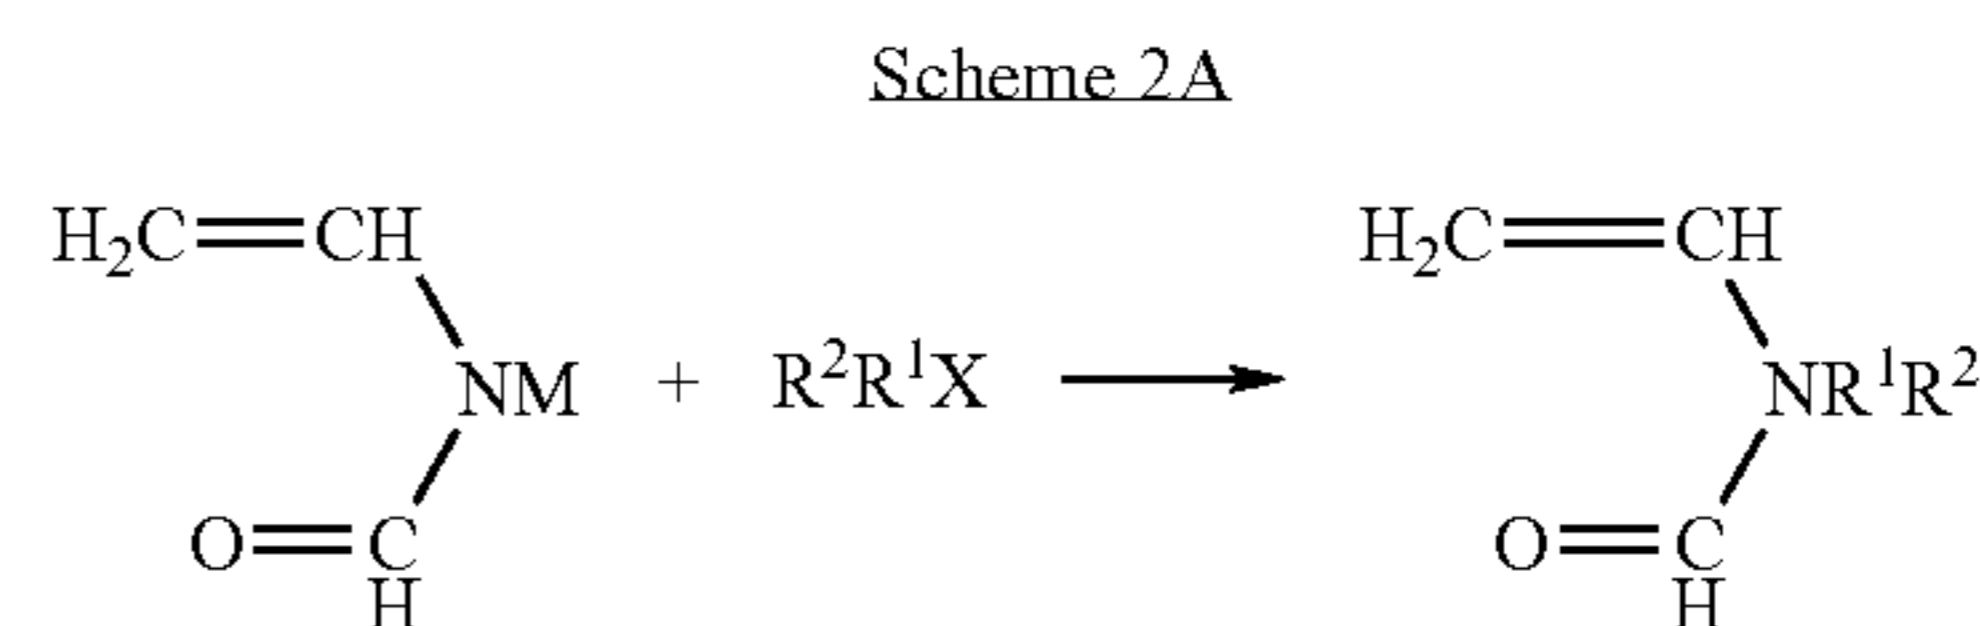 Scheme 2A
H₂C=CH H₂C=CH
NM + R²R¹X → NR¹R²
O=C O=C
H H